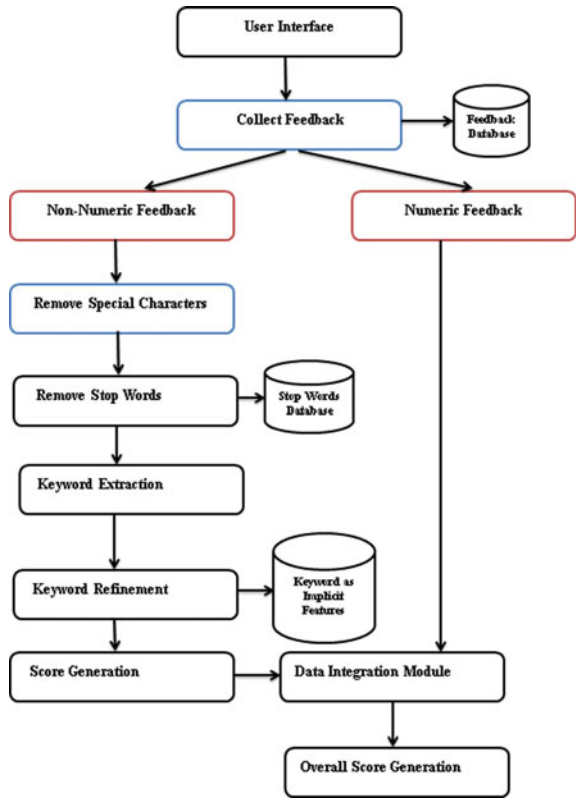 User Interface
Collect Feedback
Feedback
Database
Non-Numeric Feedback
Numeric Feedback
Remove Special Characters
Remove Stop Words
Stop Words
Database
Keyword Extraction
Keyword Refinement
Keyword as
Implicit
Features
Score Generation
Data Integration Module
Overall Score Generation